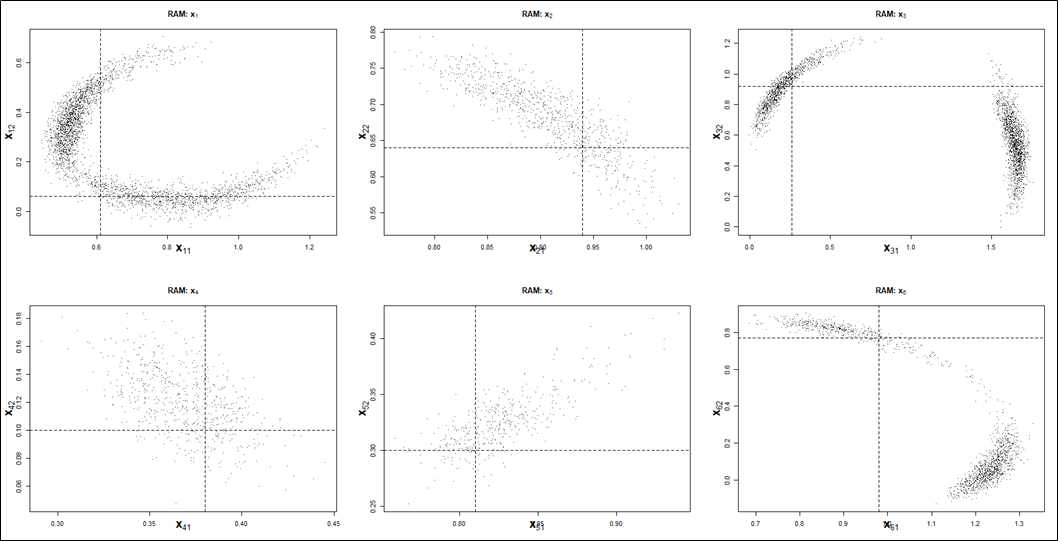 RAM: x₁ RAM: x₂ RAM: x₃
x₁₂ 0.0 0.2 0.4 0.6
0.6 0.8 1.0 1.2
x₁₁
x₂₂ 0.55 0.60 0.65 0.70 0.75 0.80
0.80 0.85 0.90 0.95 1.00
x₂₁
x₃₂ 0.0 0.2 0.4 0.6 0.8 1.0 1.2
0.0 0.5 1.0 1.5
x₃₁
RAM: x₄ RAM: x₅ RAM: x₆
x₄₂ 0.06 0.08 0.10 0.12 0.14 0.16 0.18
0.30 0.35 0.40 0.45
x₄₁
x₅₂ 0.25 0.30 0.35 0.40
0.80 0.85 0.90
x₅₁
x₆₂ 0.0 0.2 0.4 0.6 0.8
0.7 0.8 0.9 1.1 1.2 1.3
x₆₁